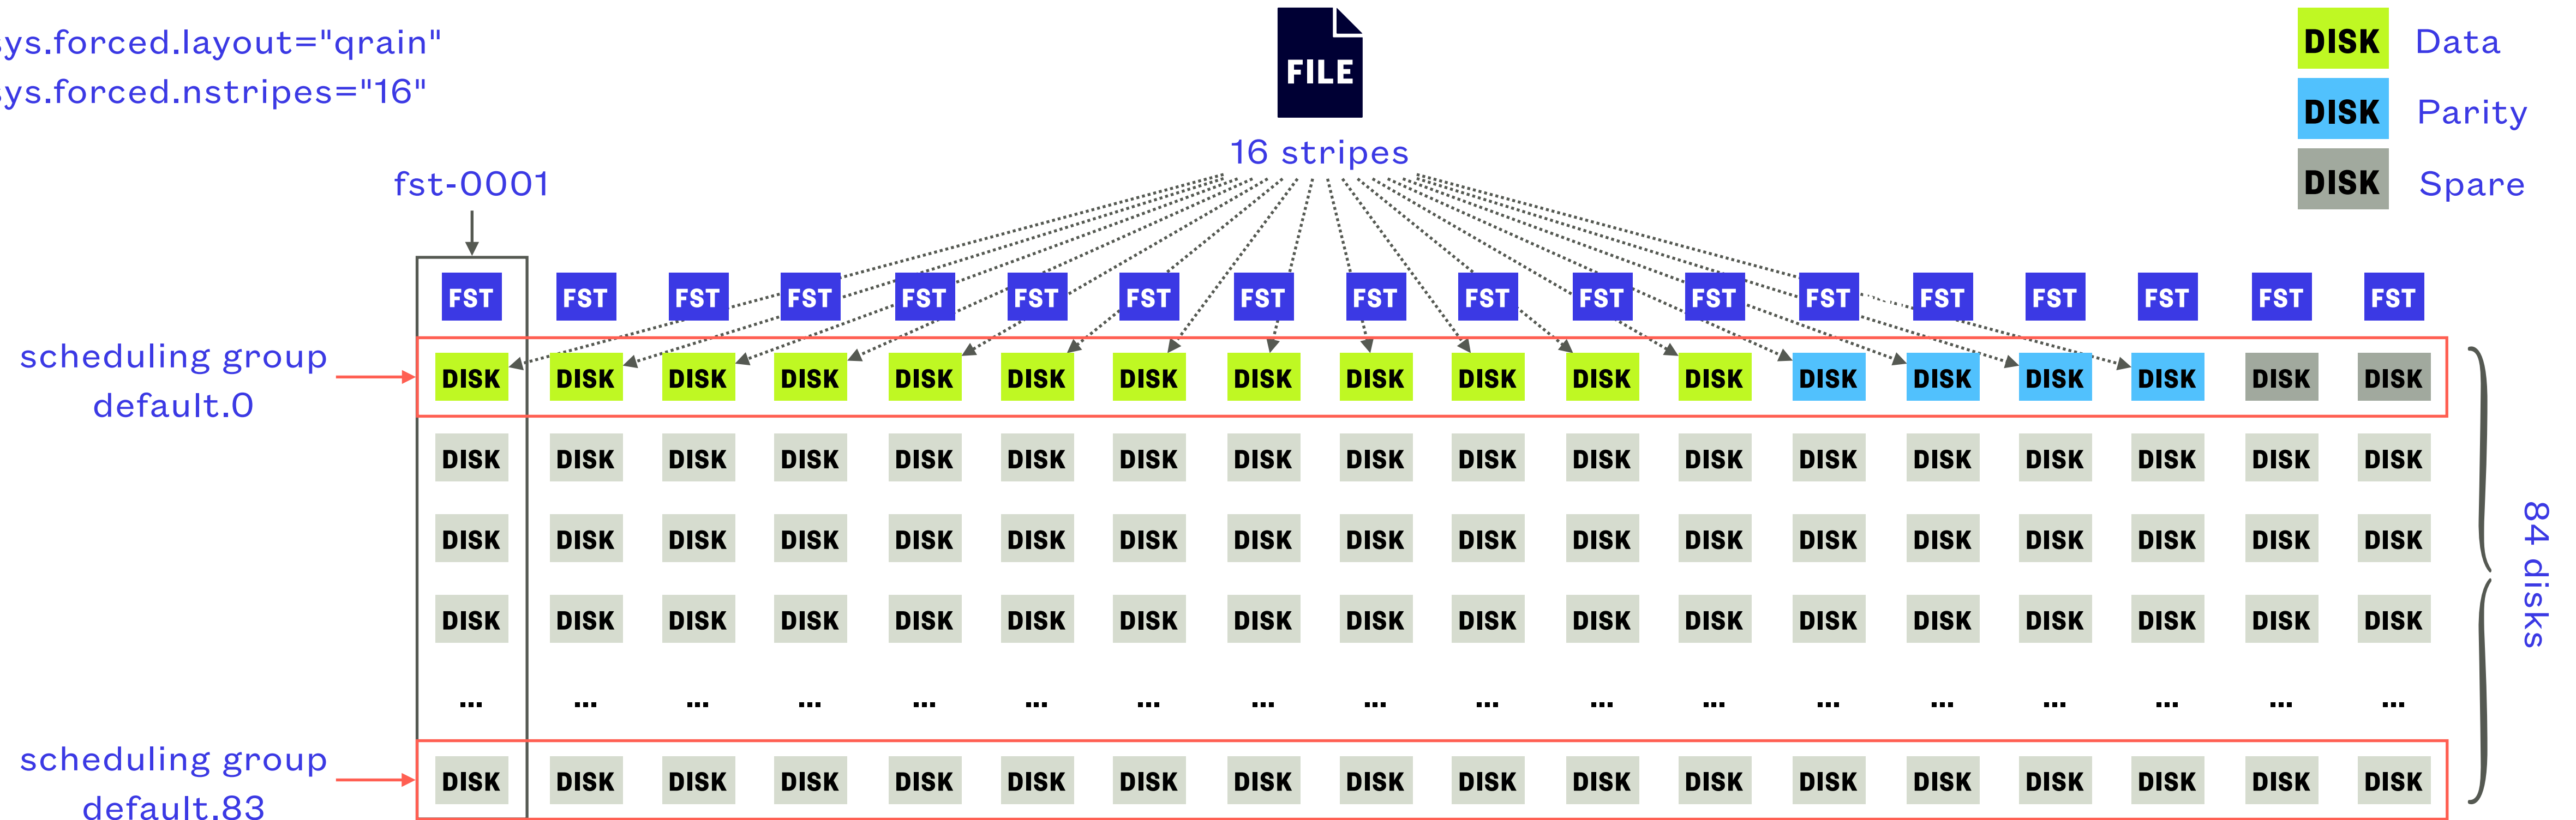 sys.forced.layout="qrain"
sys.forced.nstripes="16"
FILE
16 stripes
DISK Data
DISK Parity
DISK Spare
fst-0001
FST FST FST FST FST FST FST FST FST FST FST FST FST FST FST FST FST FST
scheduling group
default.0
DISK DISK DISK DISK DISK DISK DISK DISK DISK DISK DISK DISK DISK DISK DISK DISK DISK DISK
DISK DISK DISK DISK DISK DISK DISK DISK DISK DISK DISK DISK DISK DISK DISK DISK DISK DISK
DISK DISK DISK DISK DISK DISK DISK DISK DISK DISK DISK DISK DISK DISK DISK DISK DISK DISK
DISK DISK DISK DISK DISK DISK DISK DISK DISK DISK DISK DISK DISK DISK DISK DISK DISK DISK
... ... ... ... ... ... ... ... ... ... ... ... ... ... ... ... ... ...
84 disks
scheduling group
default.83
DISK DISK DISK DISK DISK DISK DISK DISK DISK DISK DISK DISK DISK DISK DISK DISK DISK DISK